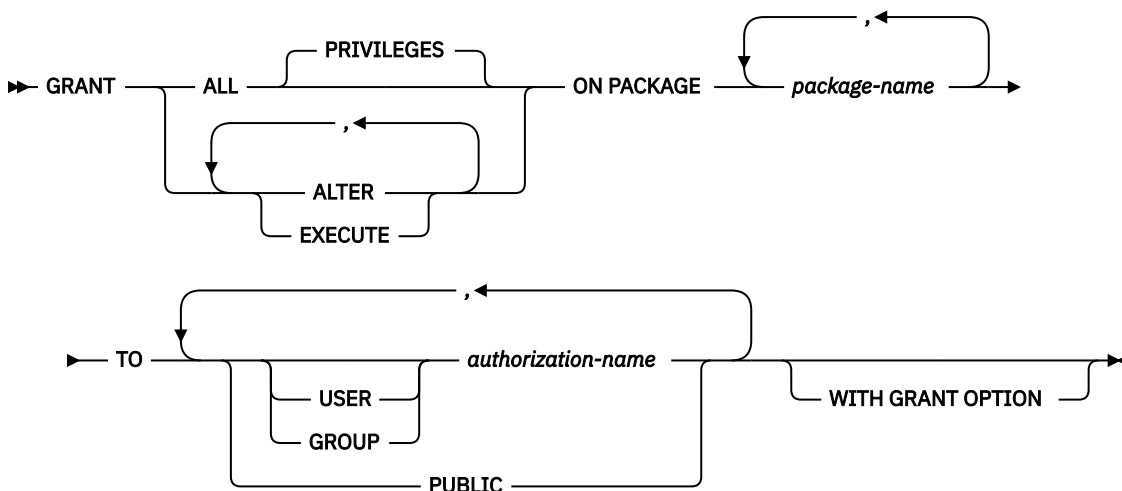 ,
PRIVILEGES
GRANT ALL ON PACKAGE package-name
,
ALTER
EXECUTE
,
TO authorization-name
USER WITH GRANT OPTION
GROUP
PUBLIC